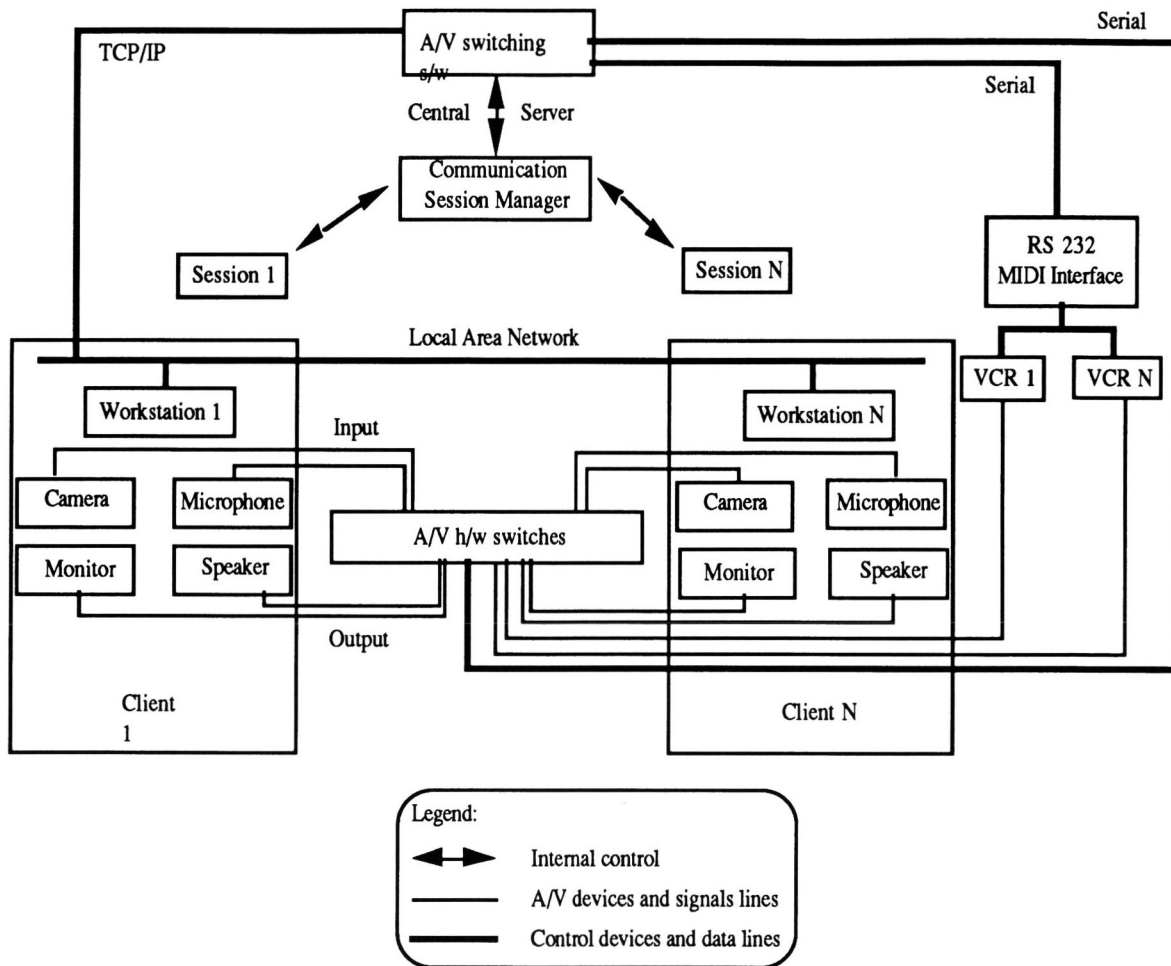 A/V switching
s/w
Serial
TCP/IP
Serial
Central Server
Communication
Session Manager
Session 1
Session N
RS 232
MIDI Interface
Local Area Network
VCR 1
VCR N
Workstation 1
Workstation N
Input
Camera
Microphone
Camera
Microphone
A/V h/w switches
Monitor
Speaker
Monitor
Speaker
Output
Client
1
Client N
Legend:
Internal control
A/V devices and signals lines
Control devices and data lines